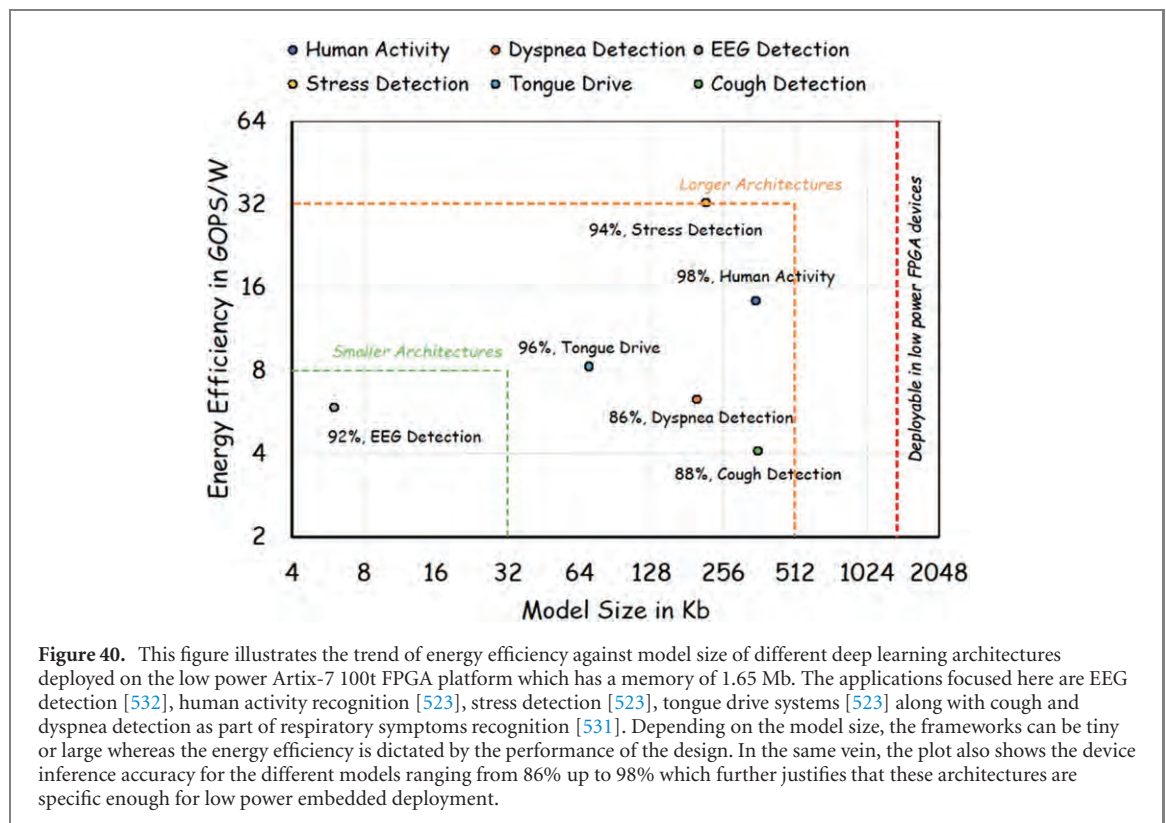 Human Activity Dyspnea Detection EEG Detection
Stress Detection Tongue Drive Cough Detection
64
32
16
8
4
2
Energy Efficiency in GOPS/W
Larger Architectures
94%, Stress Detection
98%, Human Activity
96%, Tongue Drive
Smaller Architectures
86%, Dyspnea Detection
92%, EEG Detection
88%, Cough Detection
Deployable in low power FPGA devices
4 8 16 32 64 128 256 512 1024 2048
Model Size in Kb
Figure 40. This figure illustrates the trend of energy efficiency against model size of different deep learning architectures
deployed on the low power Artix-7 100t FPGA platform which has a memory of 1.65 Mb. The applications focused here are EEG
detection [532], human activity recognition [523], stress detection [523], tongue drive systems [523] along with cough and
dyspnea detection as part of respiratory symptoms recognition [531]. Depending on the model size, the frameworks can be tiny
or large whereas the energy efficiency is dictated by the performance of the design. In the same vein, the plot also shows the device
inference accuracy for the different models ranging from 86% up to 98% which further justifies that these architectures are
specific enough for low power embedded deployment.